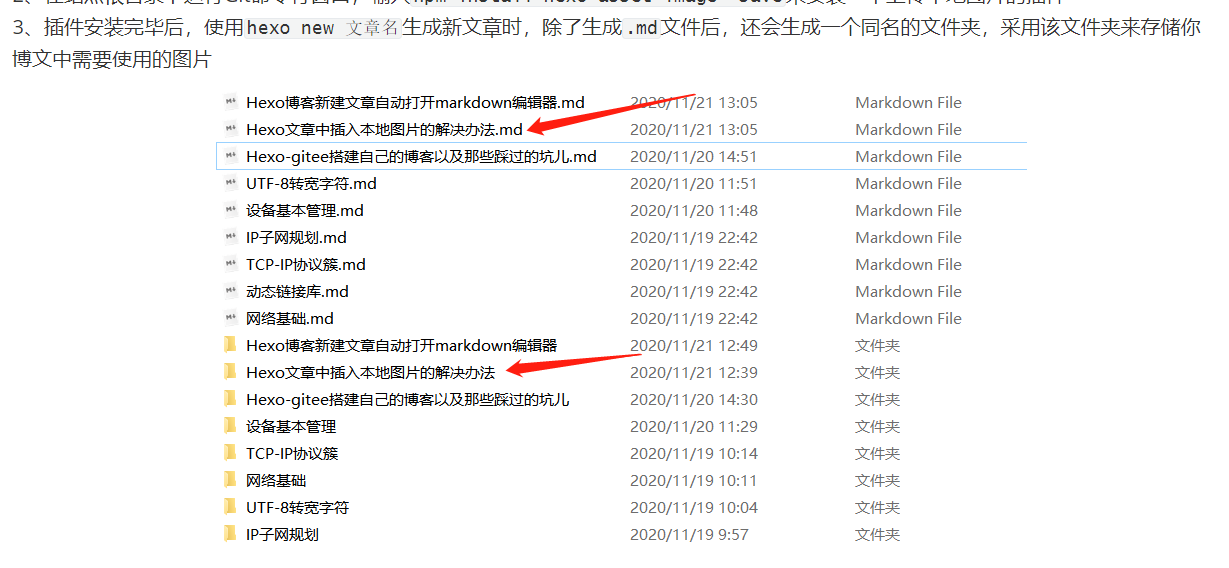 3、插件安装完毕后，使用hexo new 文章名生成新文章时，除了生成.md文件后，还会生成一个同名的文件夹，采用该文件夹来存储你
博文中需要使用的图片
Hexo博客新建文章自动打开markdown编辑器.md 2020/11/21 13:05 Markdown File
Hexo文章中插入本地图片的解决办法.md 2020/11/21 13:05 Markdown File
Hexo-gitee搭建自己的博客以及那些踩过的坑儿.md 2020/11/20 14:51 Markdown File
UTF-8转宽字符.md 2020/11/20 11:51 Markdown File
设备基本管理.md 2020/11/20 11:48 Markdown File
IP子网规划.md 2020/11/19 22:42 Markdown File
TCP-IP协议簇.md 2020/11/19 22:42 Markdown File
动态链接库.md 2020/11/19 22:42 Markdown File
网络基础.md 2020/11/19 22:42 Markdown File
Hexo博客新建文章自动打开markdown编辑器 2020/11/21 12:49 文件夹
Hexo文章中插入本地图片的解决办法 2020/11/21 12:39 文件夹
Hexo-gitee搭建自己的博客以及那些踩过的坑儿 2020/11/20 14:30 文件夹
设备基本管理 2020/11/20 11:29 文件夹
TCP-IP协议簇 2020/11/19 10:14 文件夹
网络基础 2020/11/19 10:11 文件夹
UTF-8转宽字符 2020/11/19 10:04 文件夹
IP子网规划 2020/11/19 9:57 文件夹